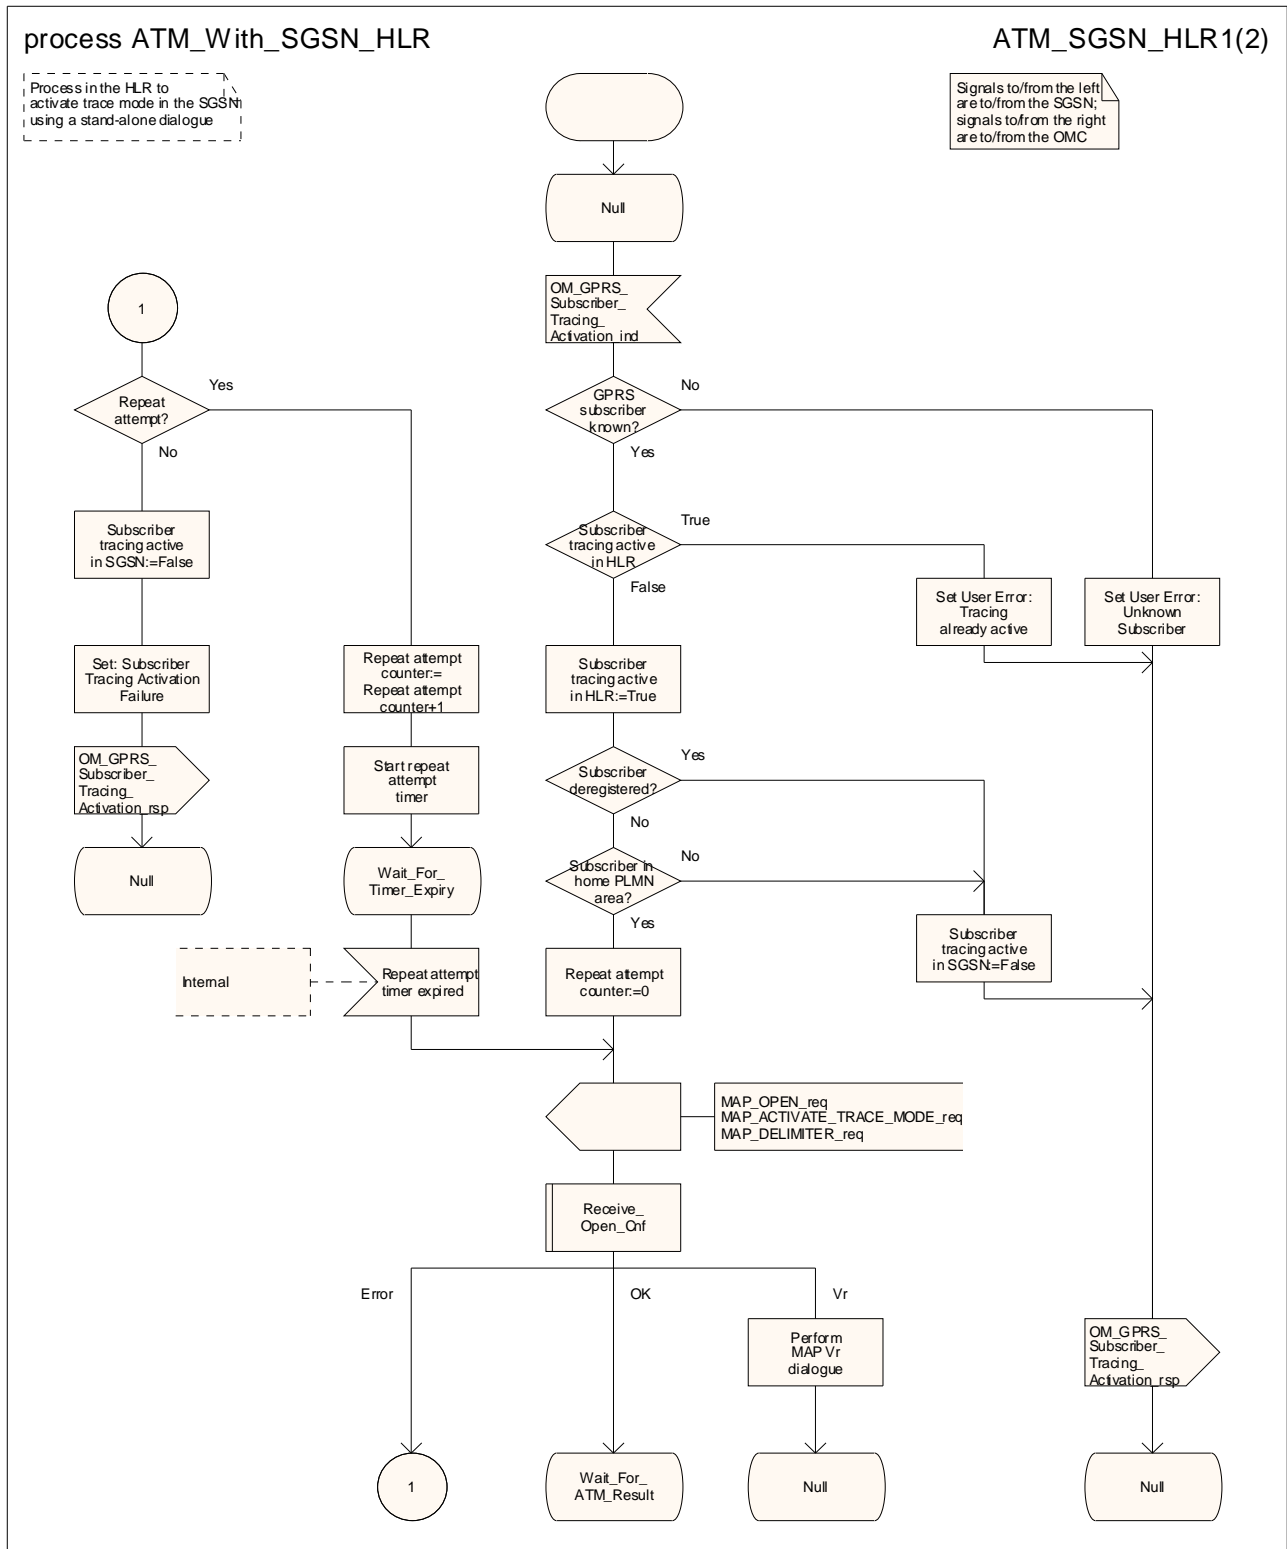 process ATM_With_SGSN_HLR
ATM_SGSN_HLR1(2)
Process in the HLR to
activate trace mode in the SGSN
using a stand-alone dialogue
Signals to/from the left
are to/from the SGSN;
signals to/from the right
are to/from the OMC
Null
OM_GPRS_
Subscriber_
Tracing_
Activation_ind
1
Repeat
attempt?
Yes
No
GPRS
subscriber
known?
No
Yes
Subscriber
tracing active
in SGSN:=False
Subscriber
tracing active
in HLR
True
False
Set User Error:
Tracing
already active
Set User Error:
Unknown
Subscriber
Set: Subscriber
Tracing Activation
Failure
Repeat attempt
counter:=
Repeat attempt
counter+1
Subscriber
tracing active
in HLR:=True
OM_GPRS_
Subscriber_
Tracing_
Activation_rsp
Start repeat
attempt
timer
Subscriber
deregistered?
Yes
No
Null
Wait_For_
Timer_Expiry
Subscriber in
home PLMN
area?
No
Yes
Subscriber
tracing active
in SGSN:=False
Internal
Repeat attempt
timer expired
Repeat attempt
counter:=0
MAP_OPEN_req
MAP_ACTIVATE_TRACE_MODE_req
MAP_DELIMITER_req
Receive_
Open_Cnf
Error
OK
Vr
Perform
MAP Vr
dialogue
OM_GPRS_
Subscriber_
Tracing_
Activation_rsp
1
Wait_For_
ATM_Result
Null
Null